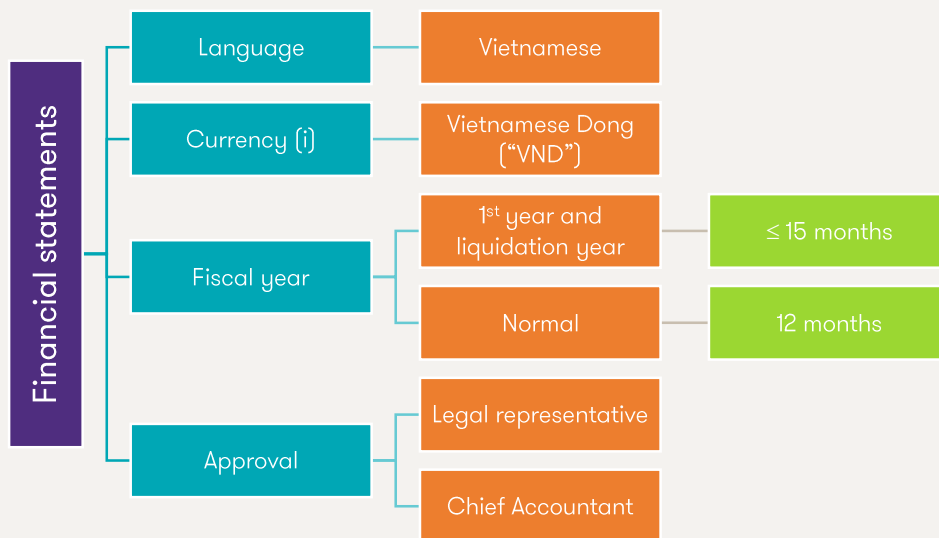 Financial statements
Language
Vietnamese
Currency (i)
Vietnamese Dong
(“VND”)
Fiscal year
1st year and
liquidation year
≤ 15 months
Normal
12 months
Approval
Legal representative
Chief Accountant